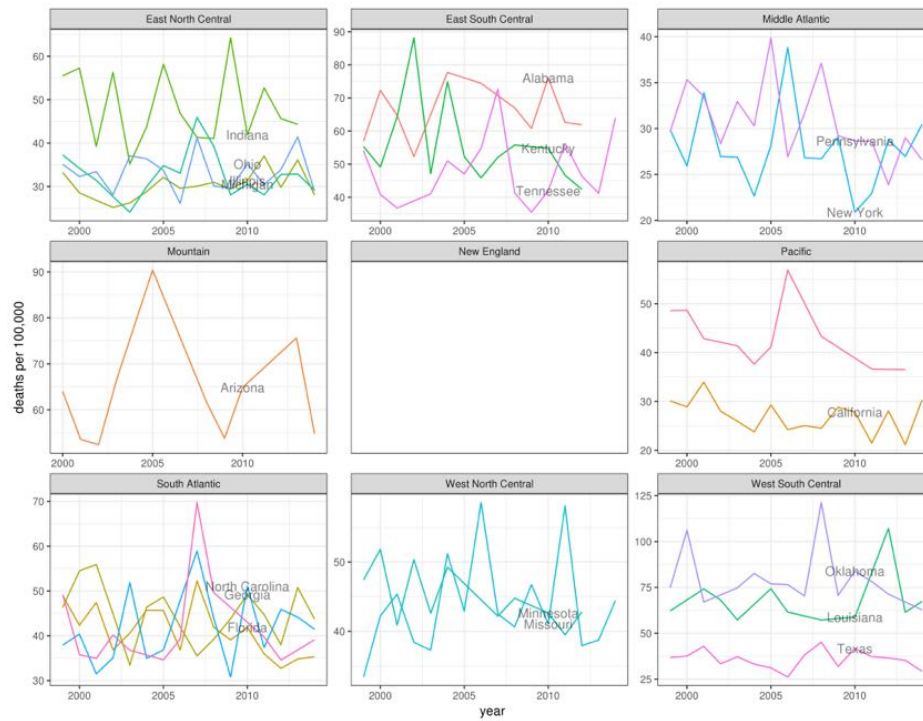 East North Central
East South Central
Middle Atlantic
60
50
40
30
Indiana
Ohio
Illinois
Michigan
2000
2005
2010
90
80
70
60
50
40
Alabama
Kentucky
Tennessee
2000
2005
2010
40
35
30
25
20
Pennsylvania
New York
2000
2005
2010
Mountain
New England
Pacific
deaths per 100,000
90
80
70
60
Arizona
2000
2005
2010
50
40
30
20
California
2000
2005
2010
South Atlantic
West North Central
West South Central
70
60
50
40
30
North Carolina
Georgia
Florida
2000
2005
2010
50
40
Minnesota
Missouri
2000
2005
2010
125
100
75
50
25
Oklahoma
Louisiana
Texas
2000
2005
2010
year